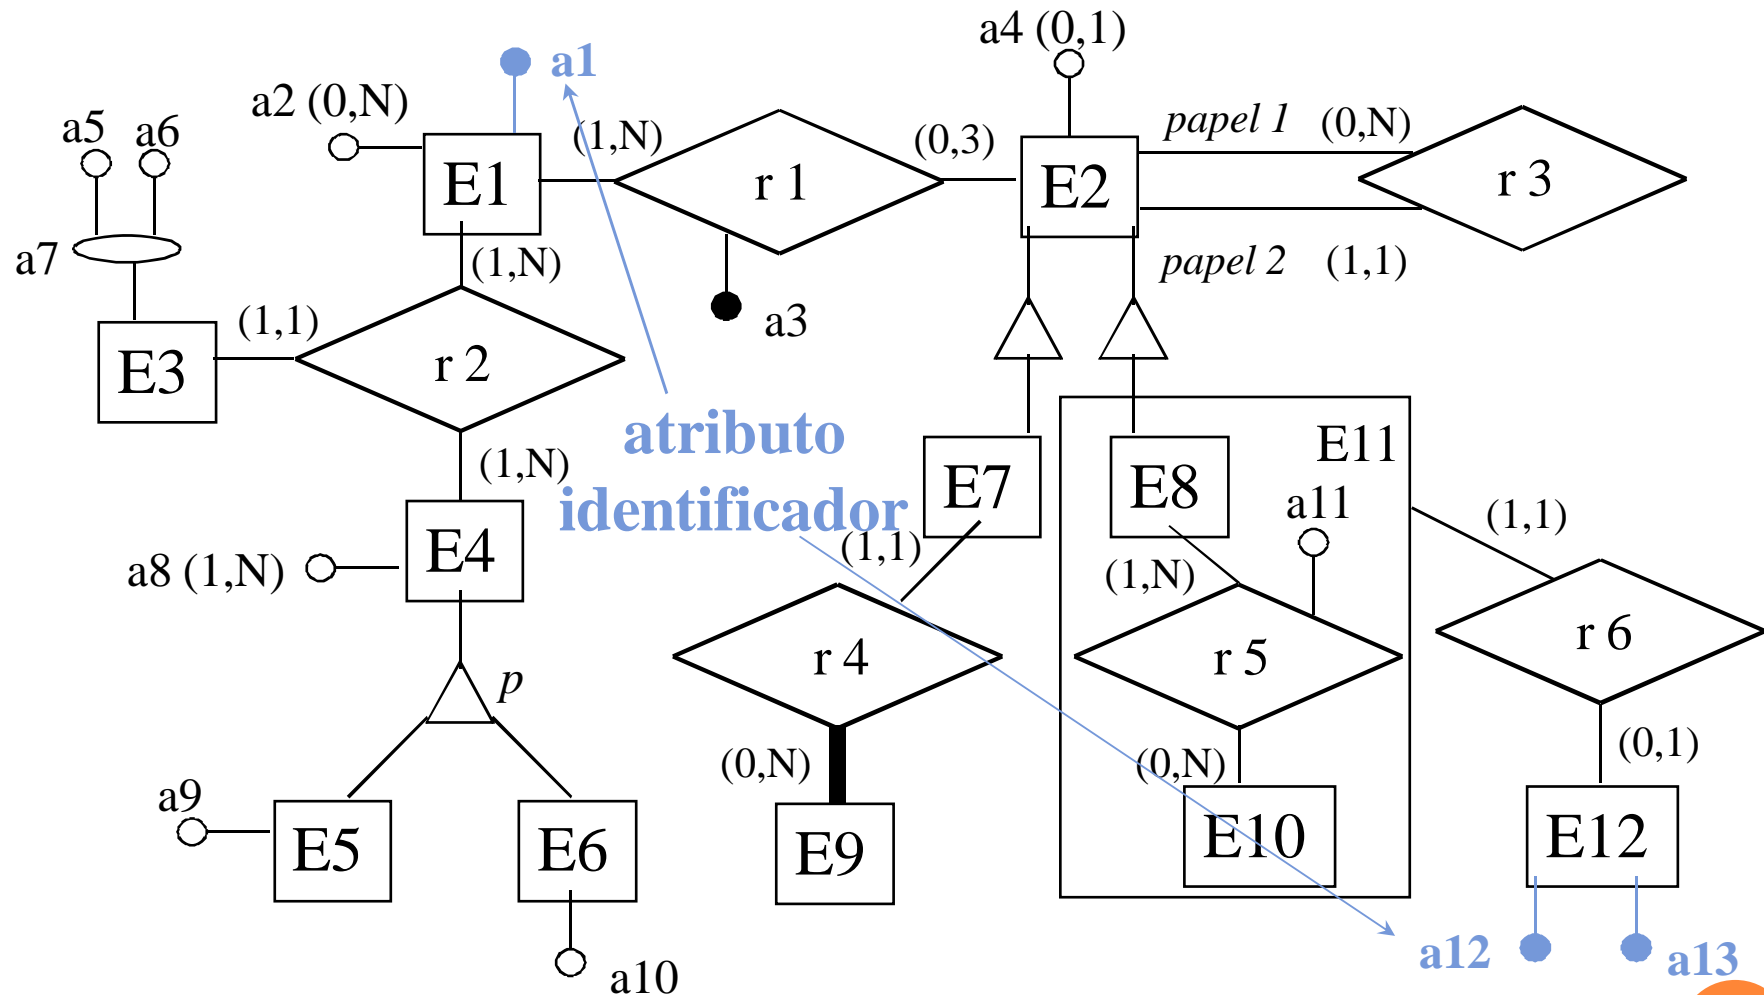 a4 (0,1)
a1
a2 (0,N)
a5
a6
(1,N)
(0,3)
papel 1
(0,N)
E1
r 1
E2
r 3
a7
(1,N)
papel 2
(1,1)
(1,1)
a3
E3
r 2
atributo
identificador
(1,N)
E11
E7
E8
a11
(1,1)
E4
a8 (1,N)
(1,1)
(1,N)
r 4
r 5
r 6
p
(0,N)
(0,N)
(0,1)
a9
E5
E6
E9
E10
E12
a10
a12
a13